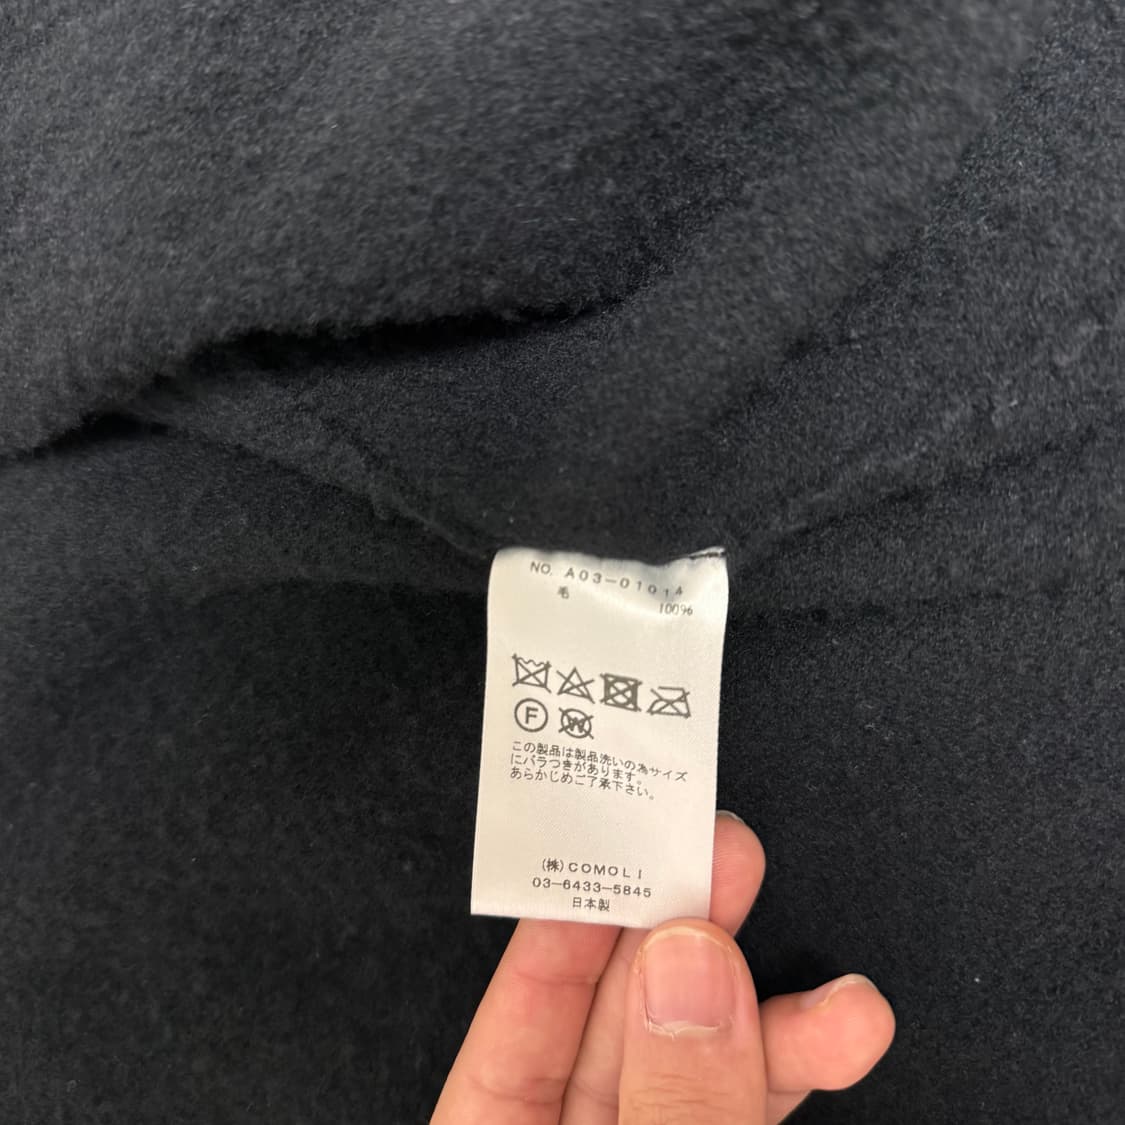 NO. A03-01014
毛 100%
F W
この製品は製品洗いの為サイズ
にバラつきがあります。
あらかじめご了承下さい。
(株)COMOLI
03-6433-5845
日本製